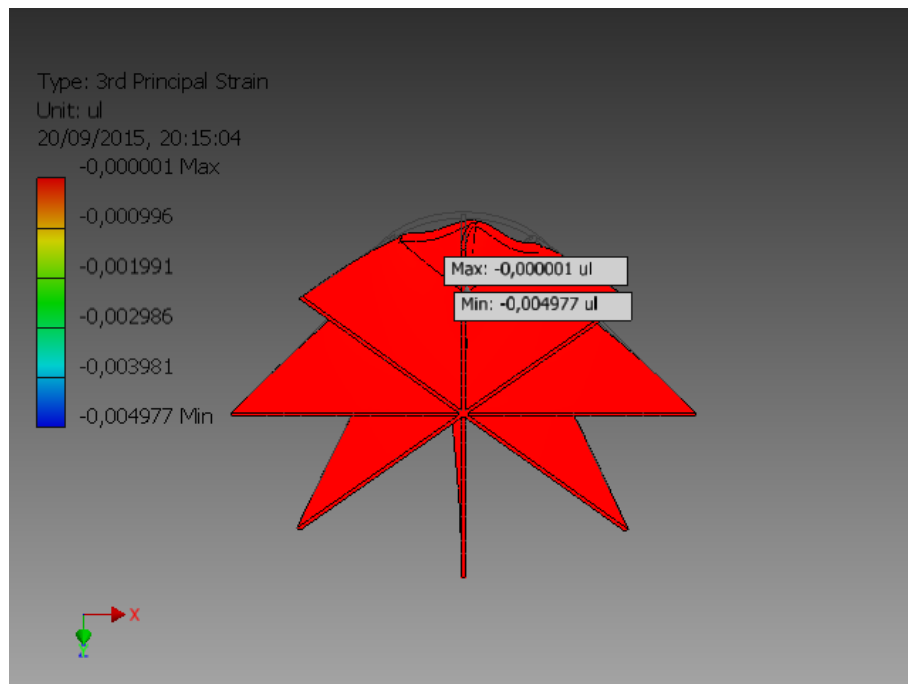 Type: 3rd Principal Strain
Unit: ul
20/09/2015, 20:15:04
-0,000001 Max
-0,000996
-0,001991
-0,002986
-0,003981
-0,004977 Min
Max: -0,000001 ul
Min: -0,004977 ul
X